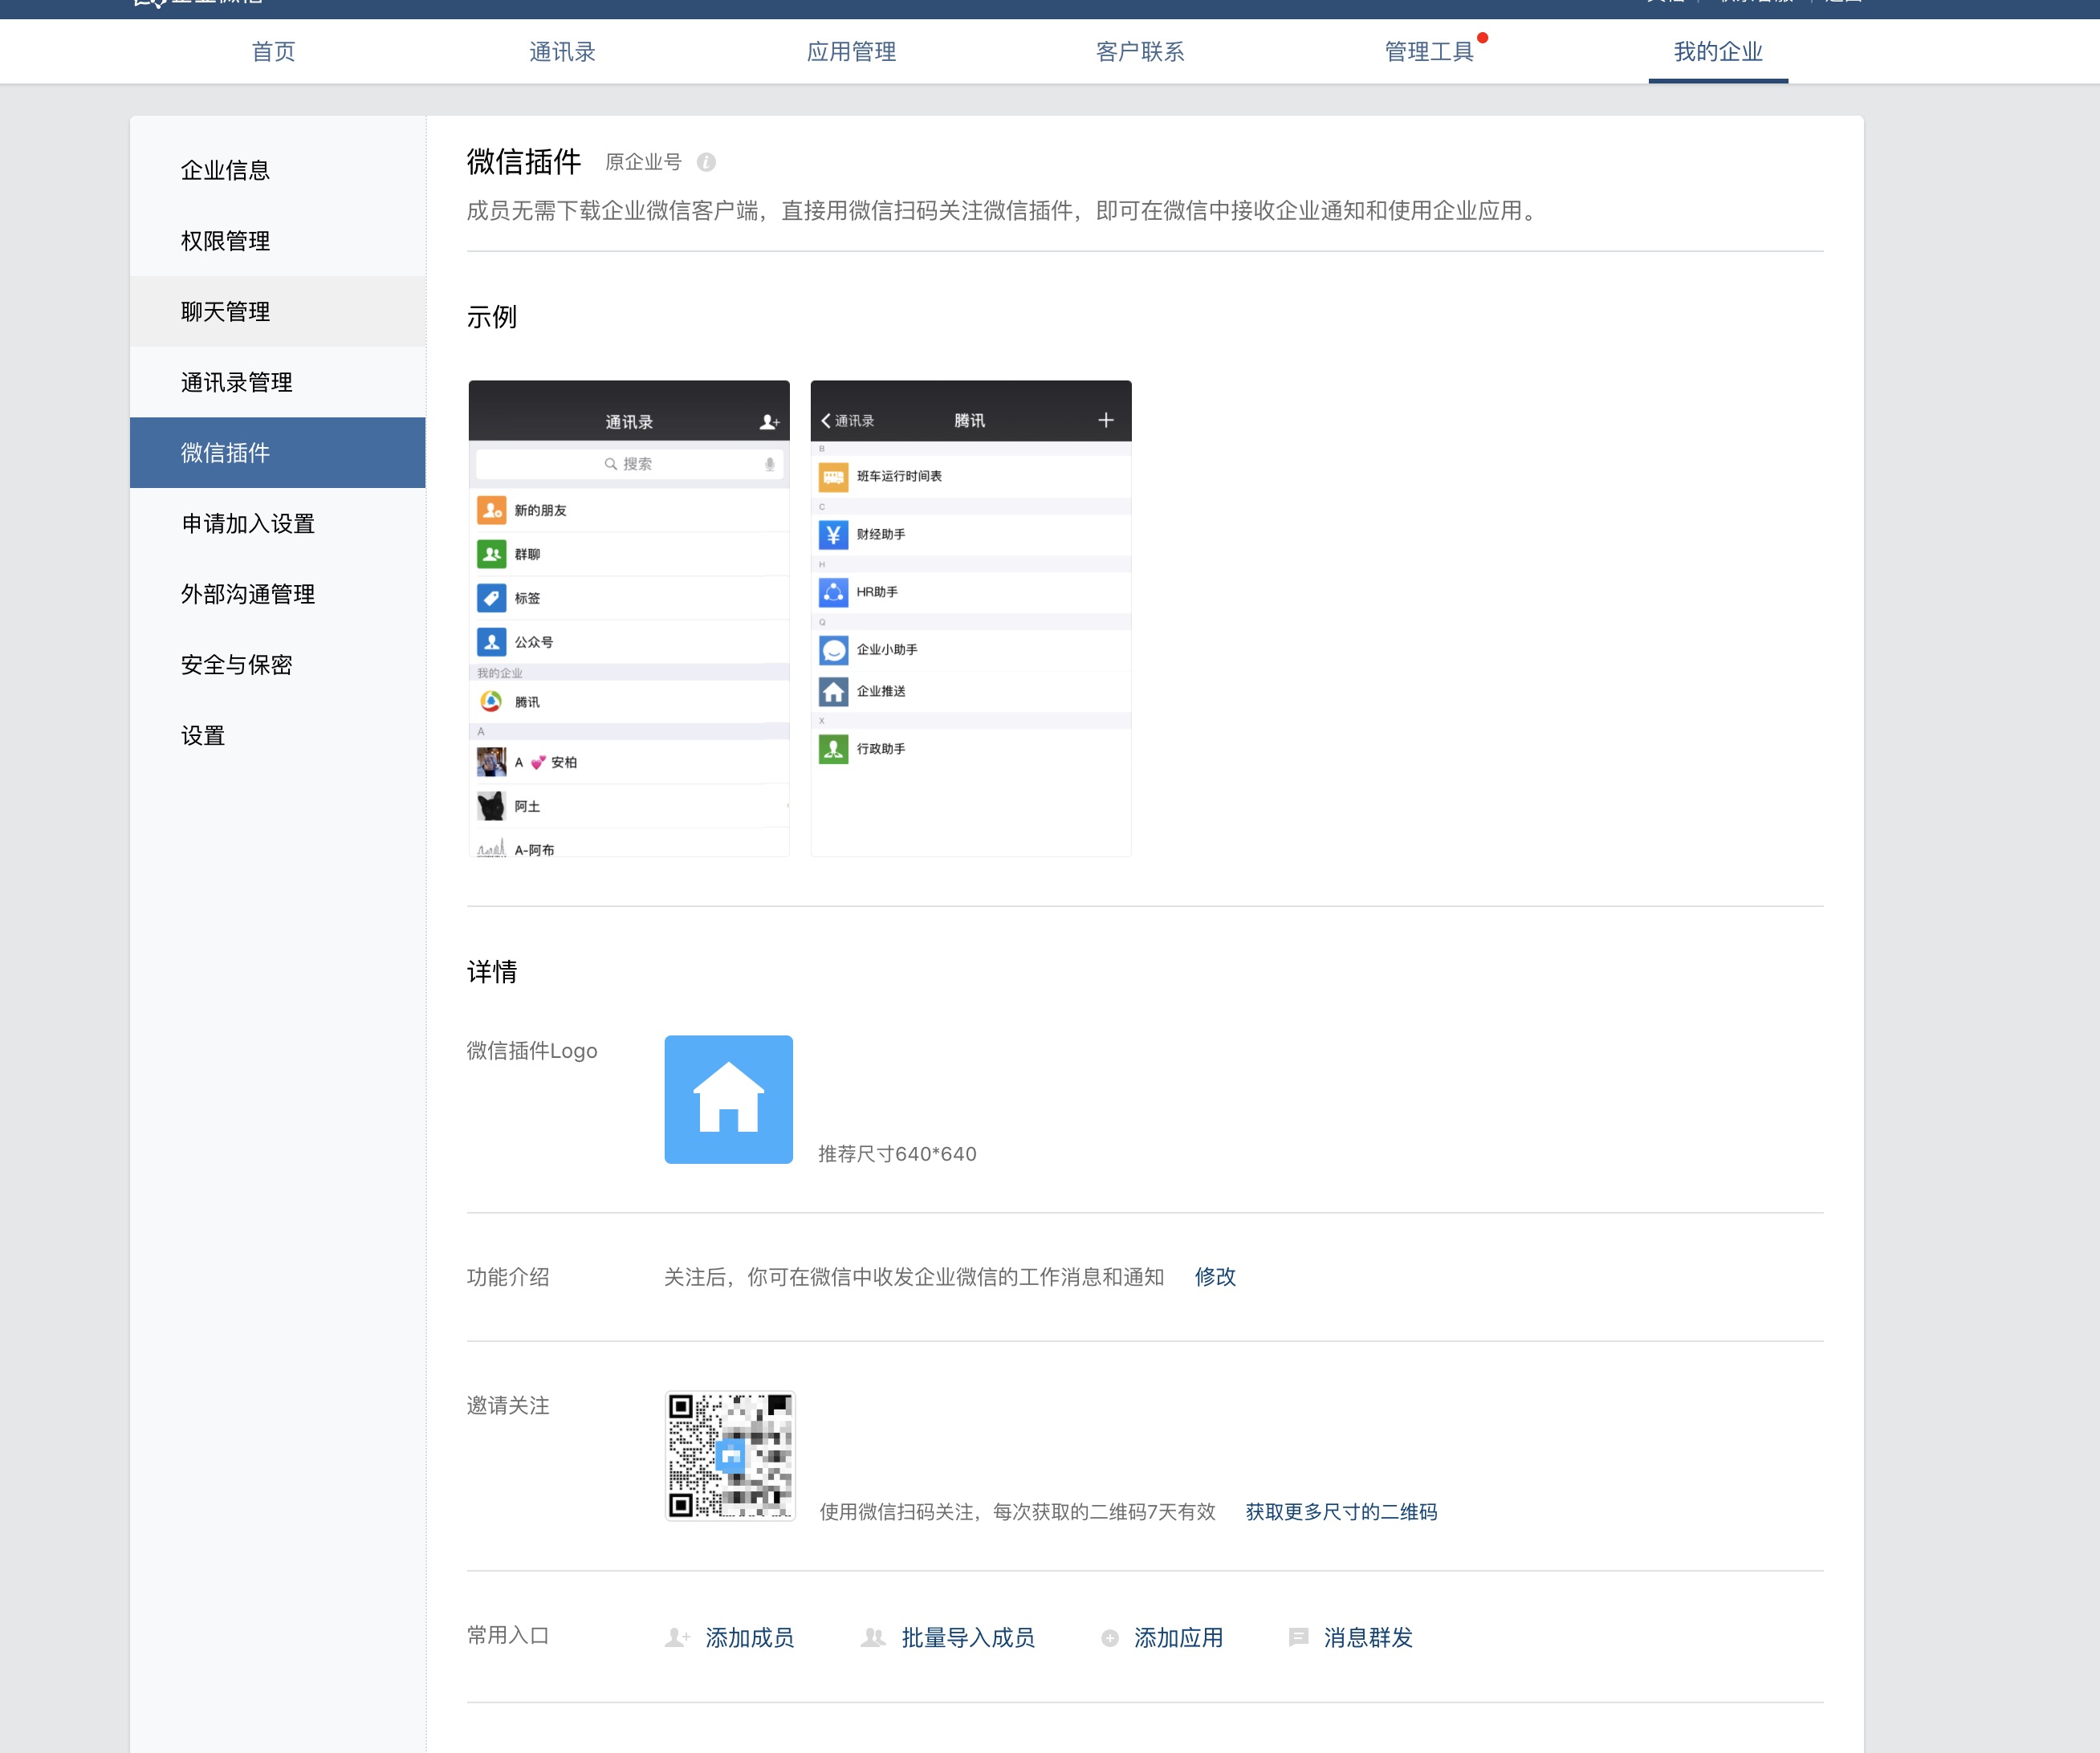 企业微信
首页
通讯录
应用管理
客户联系
管理工具
我的企业
企业信息
权限管理
聊天管理
通讯录管理
微信插件
申请加入设置
外部沟通管理
安全与保密
设置
微信插件 原企业号
成员无需下载企业微信客户端，直接用微信扫码关注微信插件，即可在微信中接收企业通知和使用企业应用。
示例
通讯录
搜索
新的朋友
群聊
标签
公众号
我的企业
腾讯
A
A 💕 安柏
阿土
A-阿布
通讯录 腾讯
B
班车运行时间表
C
财经助手
H
HR助手
Q
企业小助手
企业推送
X
行政助手
详情
微信插件Logo
推荐尺寸640*640
功能介绍 关注后，你可在微信中收发企业微信的工作消息和通知 修改
邀请关注
使用微信扫码关注，每次获取的二维码7天有效 获取更多尺寸的二维码
常用入口 添加成员 批量导入成员 添加应用 消息群发